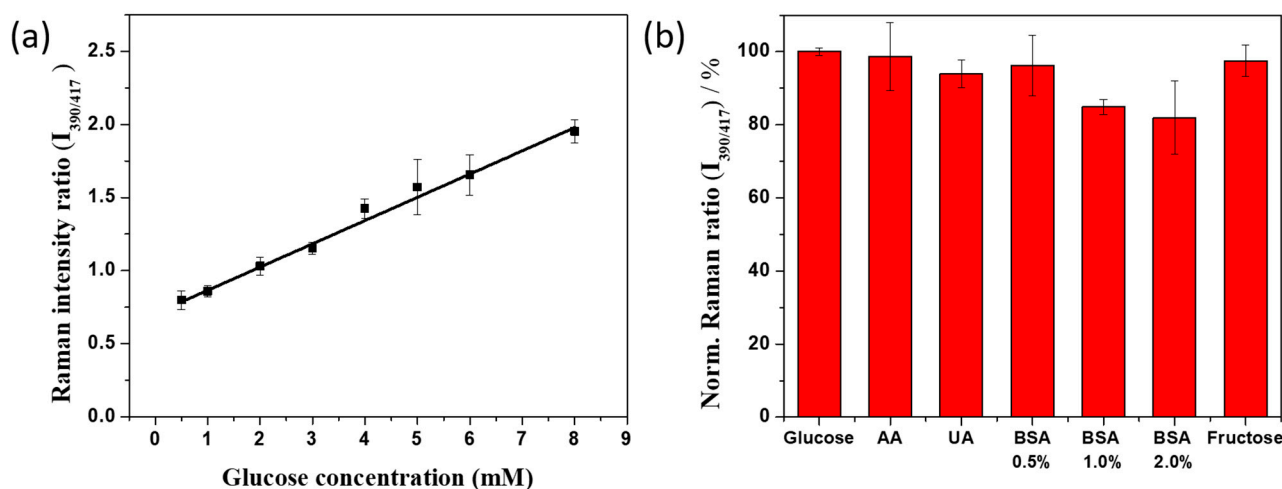 (a)
Raman intensity ratio (I390/417)
2.5
2.0
1.5
1.0
0.5
0.0
0 1 2 3 4 5 6 7 8 9
Glucose concentration (mM)
(b)
Norm. Raman ratio (I390/417) / %
100
80
60
40
20
0
Glucose AA UA BSA BSA BSA Fructose
0.5% 1.0% 2.0%